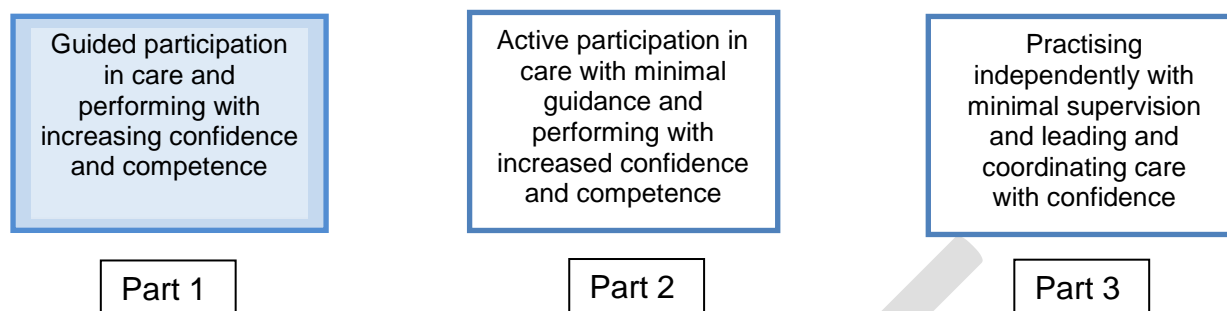 Guided participation
in care and
performing with
increasing confidence
and competence
Active participation in
care with minimal
guidance and
performing with
increased confidence
and competence
Practising
independently with
minimal supervision
and leading and
coordinating care
with confidence
Part 1
Part 2
Part 3